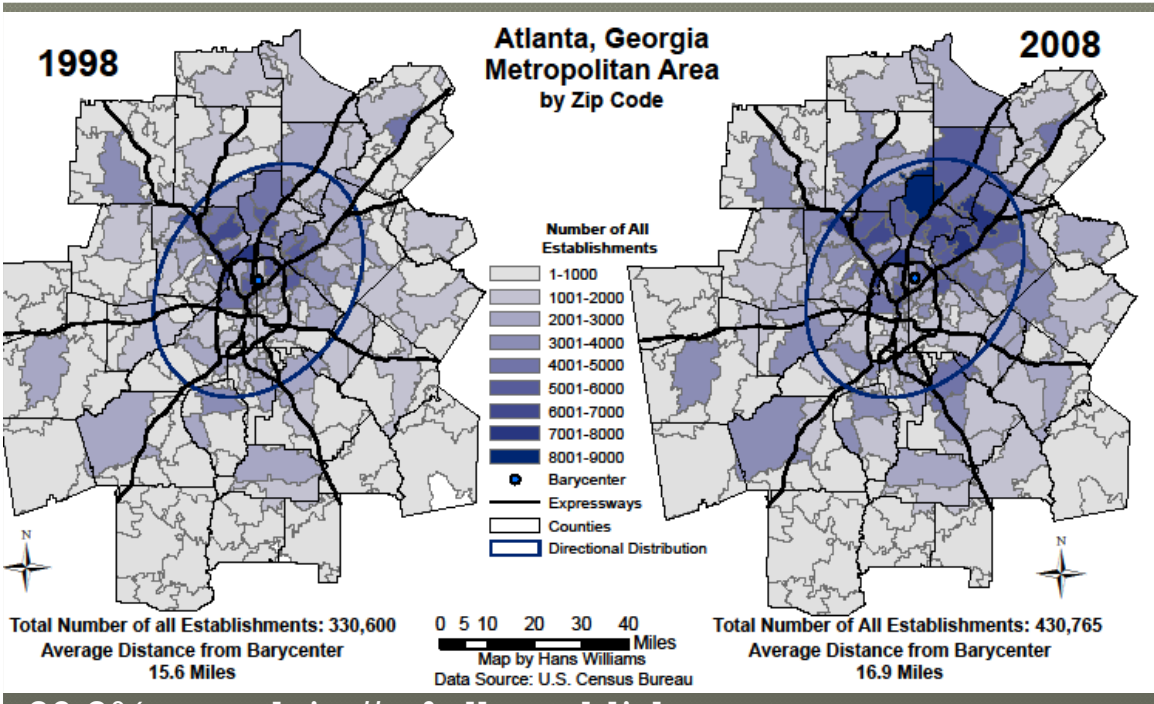 1998
Atlanta, Georgia
Metropolitan Area
by Zip Code
2008
Number of All
Establishments
1-1000
1001-2000
2001-3000
3001-4000
4001-5000
5001-6000
6001-7000
7001-8000
8001-9000
Barycenter
Expressways
Counties
Directional Distribution
N
N
Total Number of all Establishments: 330,600
Average Distance from Barycenter
15.6 Miles
0 5 10 20 30 40
Miles
Map by Hans Williams
Data Source: U.S. Census Bureau
Total Number of All Establishments: 430,765
Average Distance from Barycenter
16.9 Miles